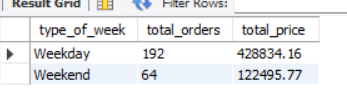 Result Grid Filter Rows:
type_of_week total_orders total_price
Weekday 192 428834.16
Weekend 64 122495.77